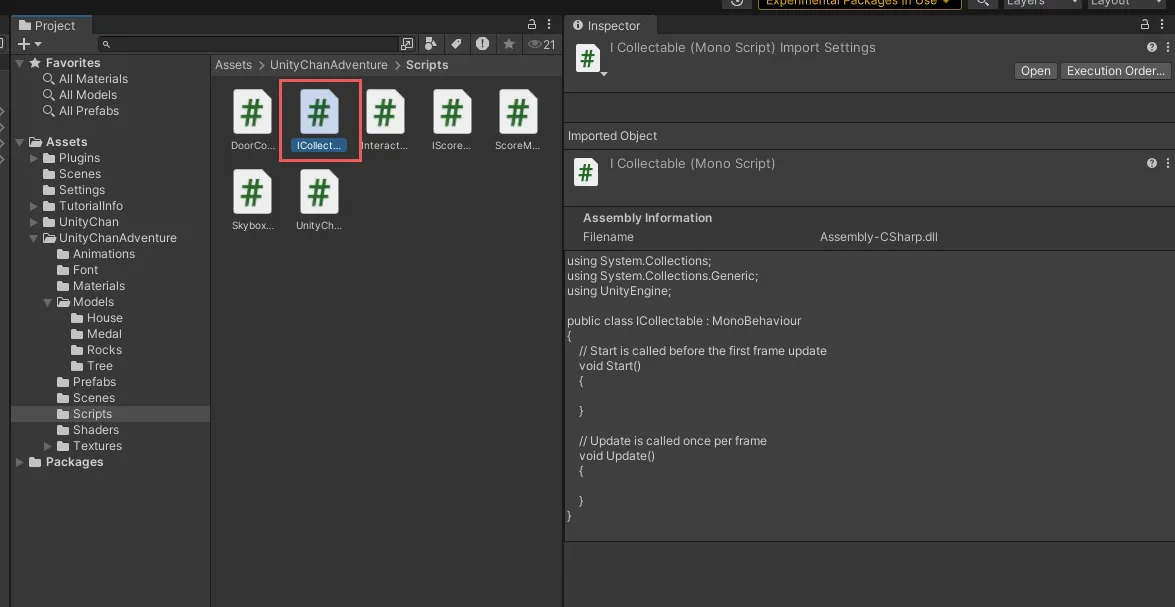 Experimental Packages In Use
Layers
Layout
Project
21
Assets > UnityChanAdventure > Scripts
Favorites
All Materials
All Models
All Prefabs
Assets
Plugins
Scenes
Settings
TutorialInfo
UnityChan
UnityChanAdventure
Animations
Font
Materials
Models
House
Medal
Rocks
Tree
Prefabs
Scenes
Scripts
Shaders
Textures
Packages
# # # # #
DoorCo... ICollect... Interact... IScore... ScoreM...
# #
Skybox... UnityCh...
Inspector
#
I Collectable (Mono Script) Import Settings
Open Execution Order...
Imported Object
#
I Collectable (Mono Script)
Assembly Information
Filename Assembly-CSharp.dll
using System.Collections;
using System.Collections.Generic;
using UnityEngine;
public class ICollectable : MonoBehaviour
{
// Start is called before the first frame update
void Start()
{
}
// Update is called once per frame
void Update()
{
}
}